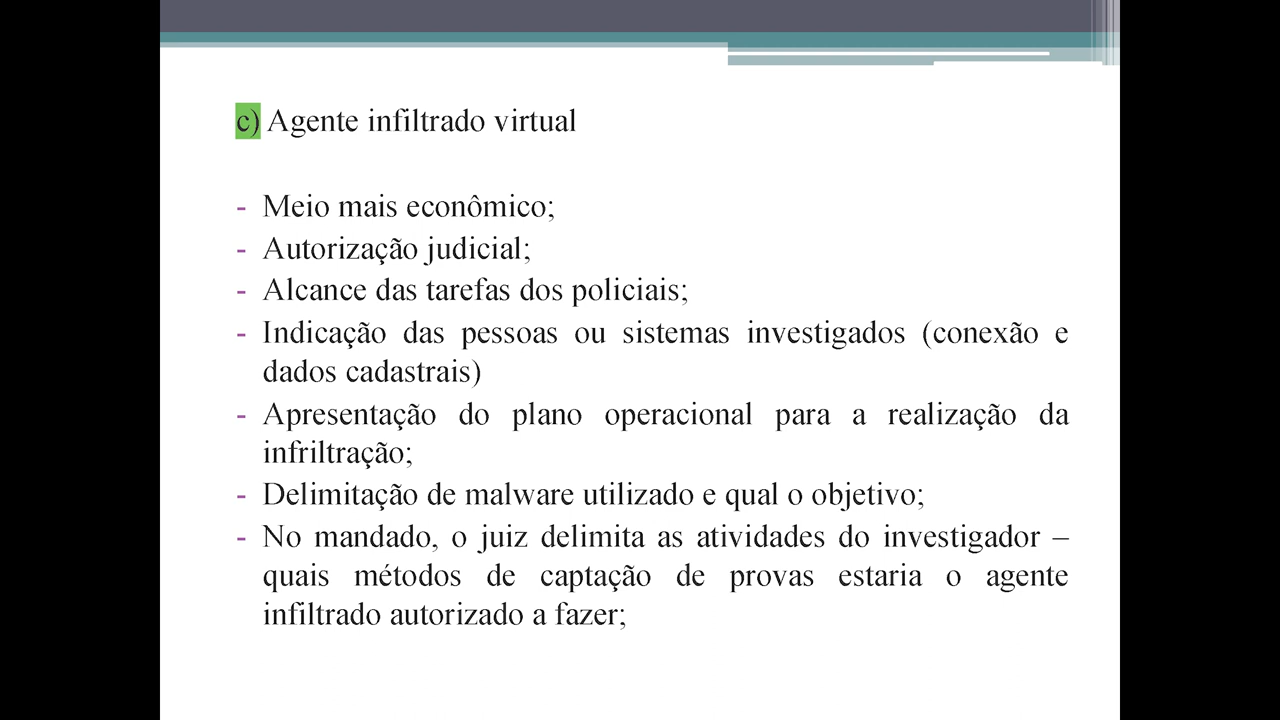 c) Agente infiltrado virtual
- Meio mais econômico;
- Autorização judicial;
- Alcance das tarefas dos policiais;
- Indicação das pessoas ou sistemas investigados (conexão e
dados cadastrais)
- Apresentação do plano operacional para a realização da
infriltração;
- Delimitação de malware utilizado e qual o objetivo;
- No mandado, o juiz delimita as atividades do investigador –
quais métodos de captação de provas estaria o agente
infiltrado autorizado a fazer;